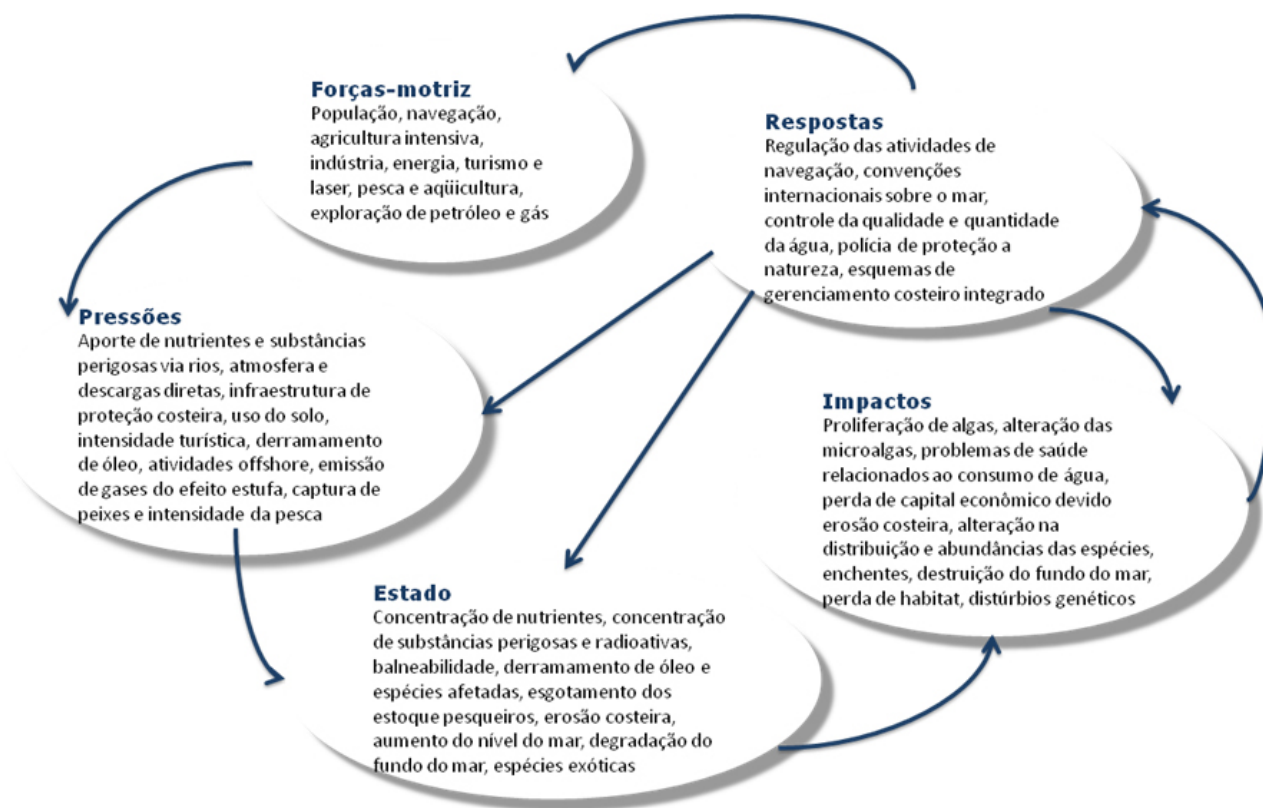 Forças-motriz
População, navegação,
agricultura intensiva,
indústria, energia, turismo e
laser, pesca e aqüicultura,
exploração de petróleo e gás
Respostas
Regulação das atividades de
navegação, convenções
internacionais sobre o mar,
controle da qualidade e quantidade
da água, polícia de proteção a
natureza, esquemas de
gerenciamento costeiro integrado
Pressões
Aporte de nutrientes e substâncias
perigosas via rios, atmosfera e
descargas diretas, infraestrutura de
proteção costeira, uso do solo,
intensidade turística, derramamento
de óleo, atividades offshore, emissão
de gases do efeito estufa, captura de
peixes e intensidade da pesca
Impactos
Proliferação de algas, alteração das
microalgas, problemas de saúde
relacionados ao consumo de água,
perda de capital econômico devido
erosão costeira, alteração na
distribuição e abundâncias das espécies,
enchentes, destruição do fundo do mar,
perda de habitat, distúrbios genéticos
Estado
Concentração de nutrientes, concentração
de substâncias perigosas e radioativas,
balneabilidade, derramamento de óleo e
espécies afetadas, esgotamento dos
estoque pesqueiros, erosão costeira,
aumento do nível do mar, degradação do
fundo do mar, espécies exóticas